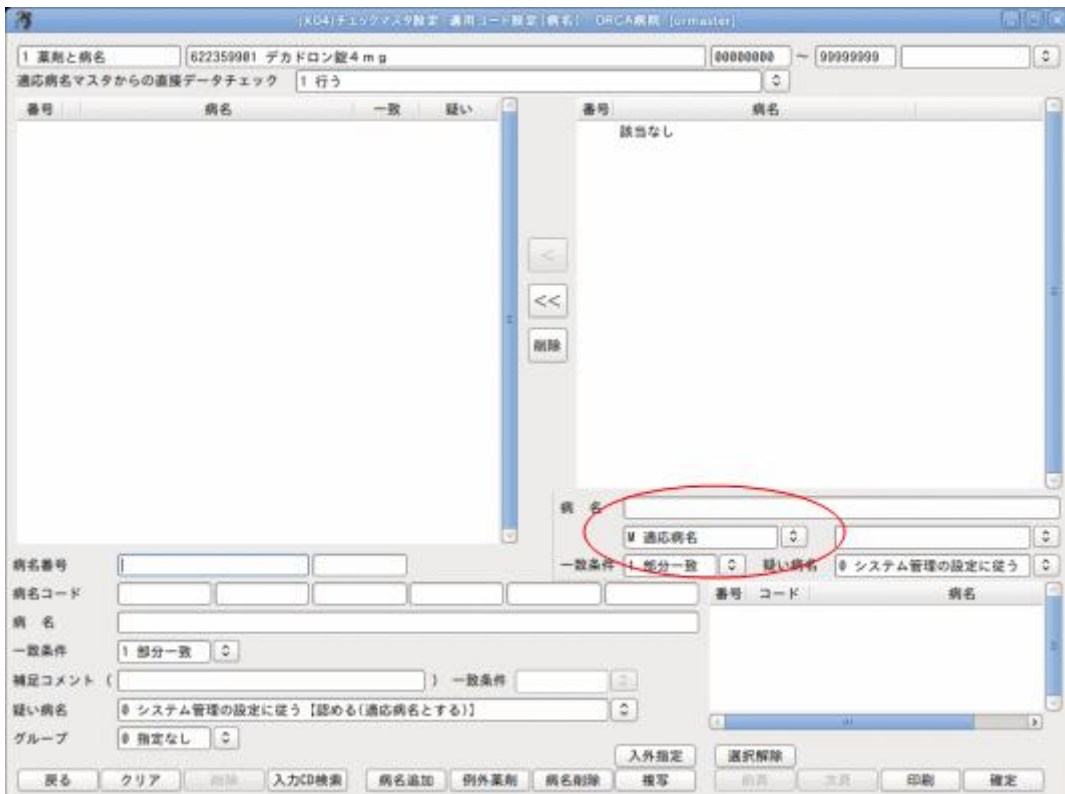 (X04)チェックマスタ設定-適用コード設定(病名) ORCA病院 [ormaster]
1 薬剤と病名 622359901 デカドロン錠4mg 00000000 ~ 99999999
適応病名マスタからの直接データチェック 1 行う
番号 病名 一致 疑い 番号 病名
該当なし
<
<<
削除
病 名
M 適応病名
一致条件 1 部分一致 疑い病名 0 システム管理の設定に従う
病名番号
病名コード 番号 コード 病名
病 名
一致条件 1 部分一致
補足コメント ( ) 一致条件
疑い病名 0 システム管理の設定に従う【認める(適応病名とする)】
グループ 0 指定なし
入外指定 選択解除
戻る クリア 削除 入力CD検索 病名追加 例外薬剤 病名削除 複写 前頁 次頁 印刷 確定